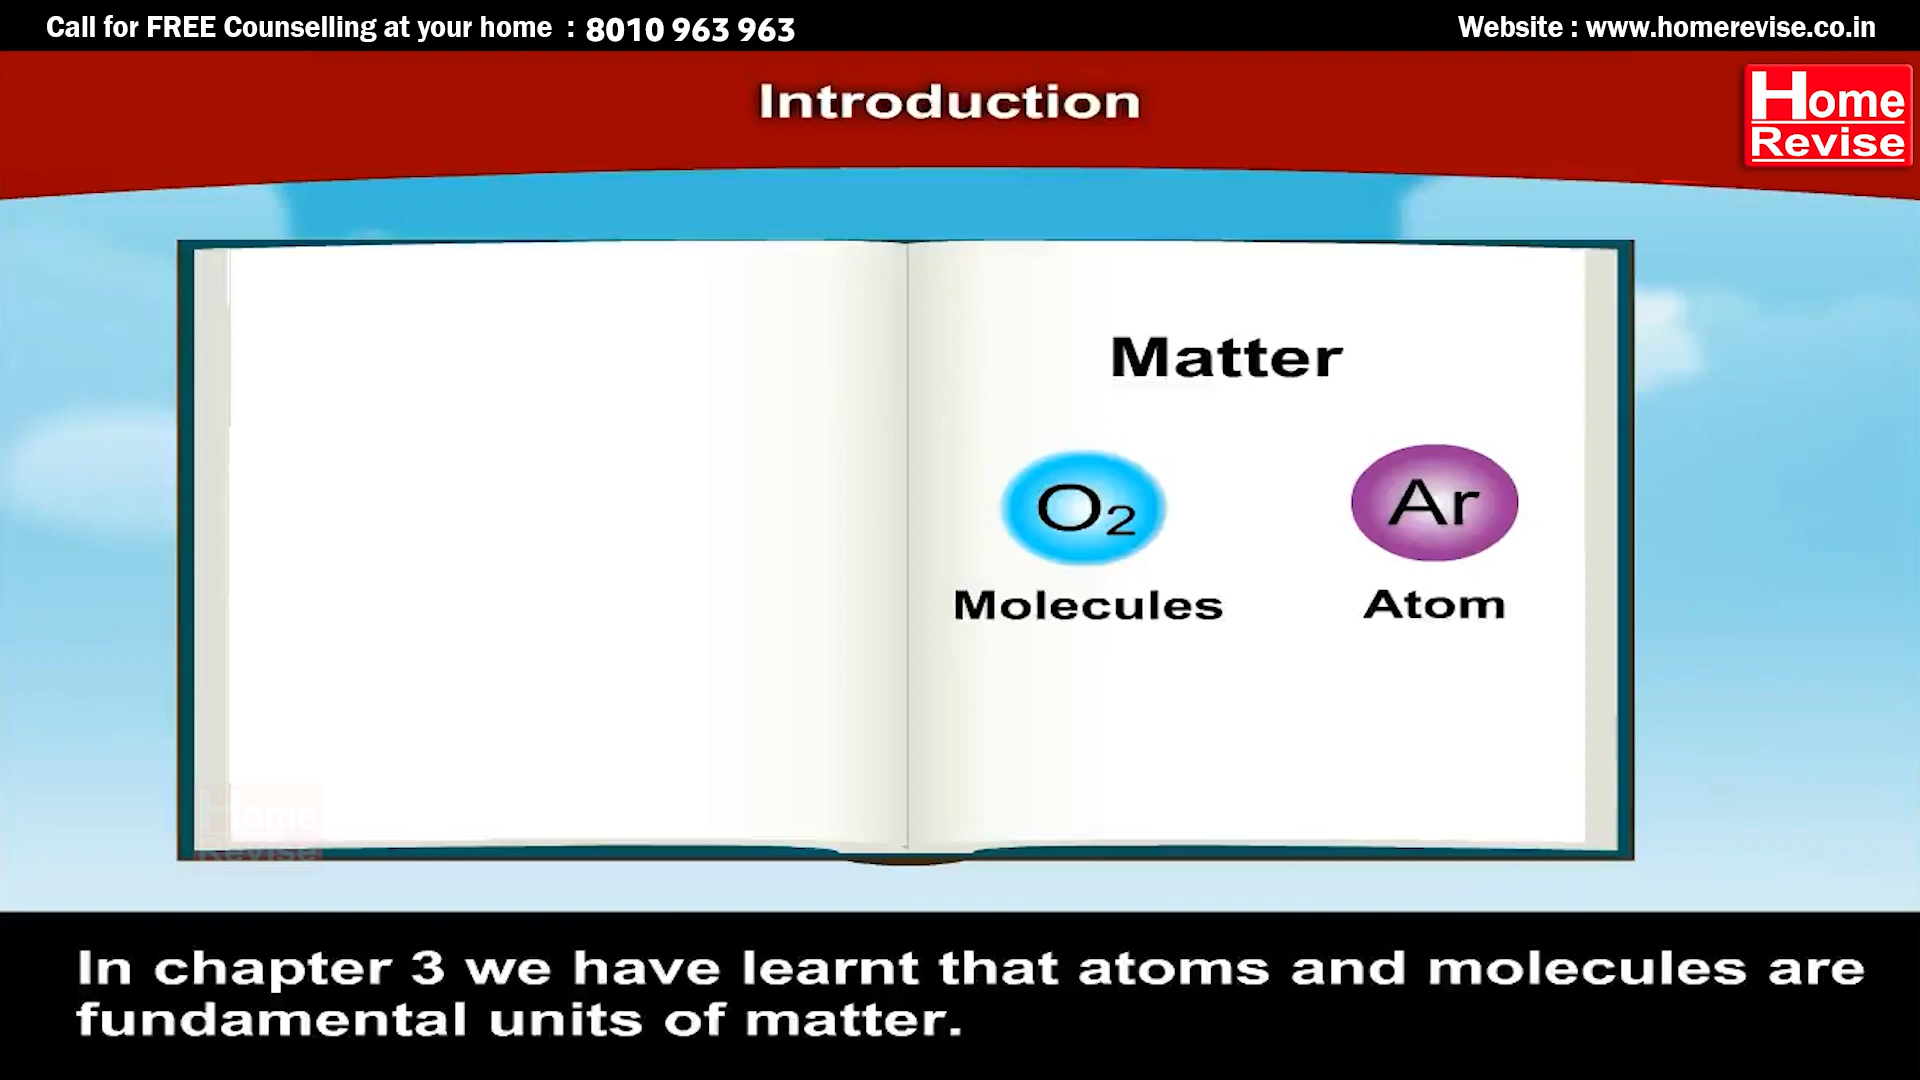 Call for FREE Counselling at your home : 8010 963 963
Website : www.homerevise.co.in
Introduction
Home
Revise
Matter
O₂
Ar
Molecules
Atom
Home
Revise
In chapter 3 we have learnt that atoms and molecules are
fundamental units of matter.